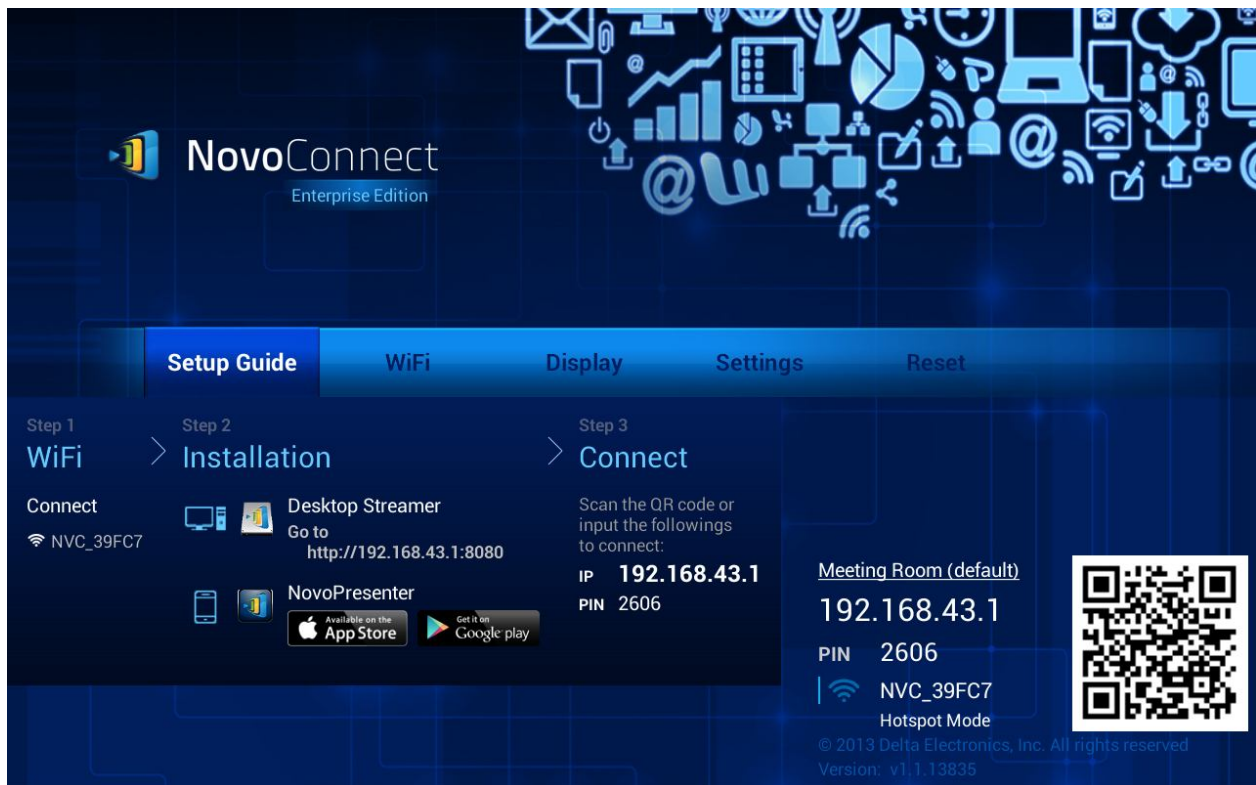 NovoConnect
Enterprise Edition
Setup Guide WiFi Display Settings Reset
Step 1
WiFi
Connect
NVC_39FC7
Step 2
Installation
Desktop Streamer
Go to
http://192.168.43.1:8080
NovoPresenter
Available on the
App Store
Get it on
Google play
Step 3
Connect
Scan the QR code or
input the followings
to connect:
IP 192.168.43.1
PIN 2606
Meeting Room (default)
192.168.43.1
PIN 2606
NVC_39FC7
Hotspot Mode
© 2013 Delta Electronics, Inc. All rights reserved
Version: v1.1.13835